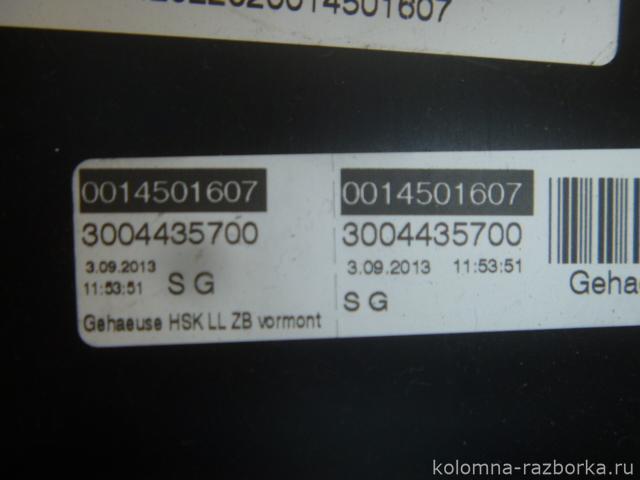 0014501607
0014501607
3004435700
3.09.2013
11:53:51 S G
Gehaeuse HSK LL ZB vormont
0014501607
3004435700
3.09.2013 11:53:51
S G
kolomna-razborka.ru